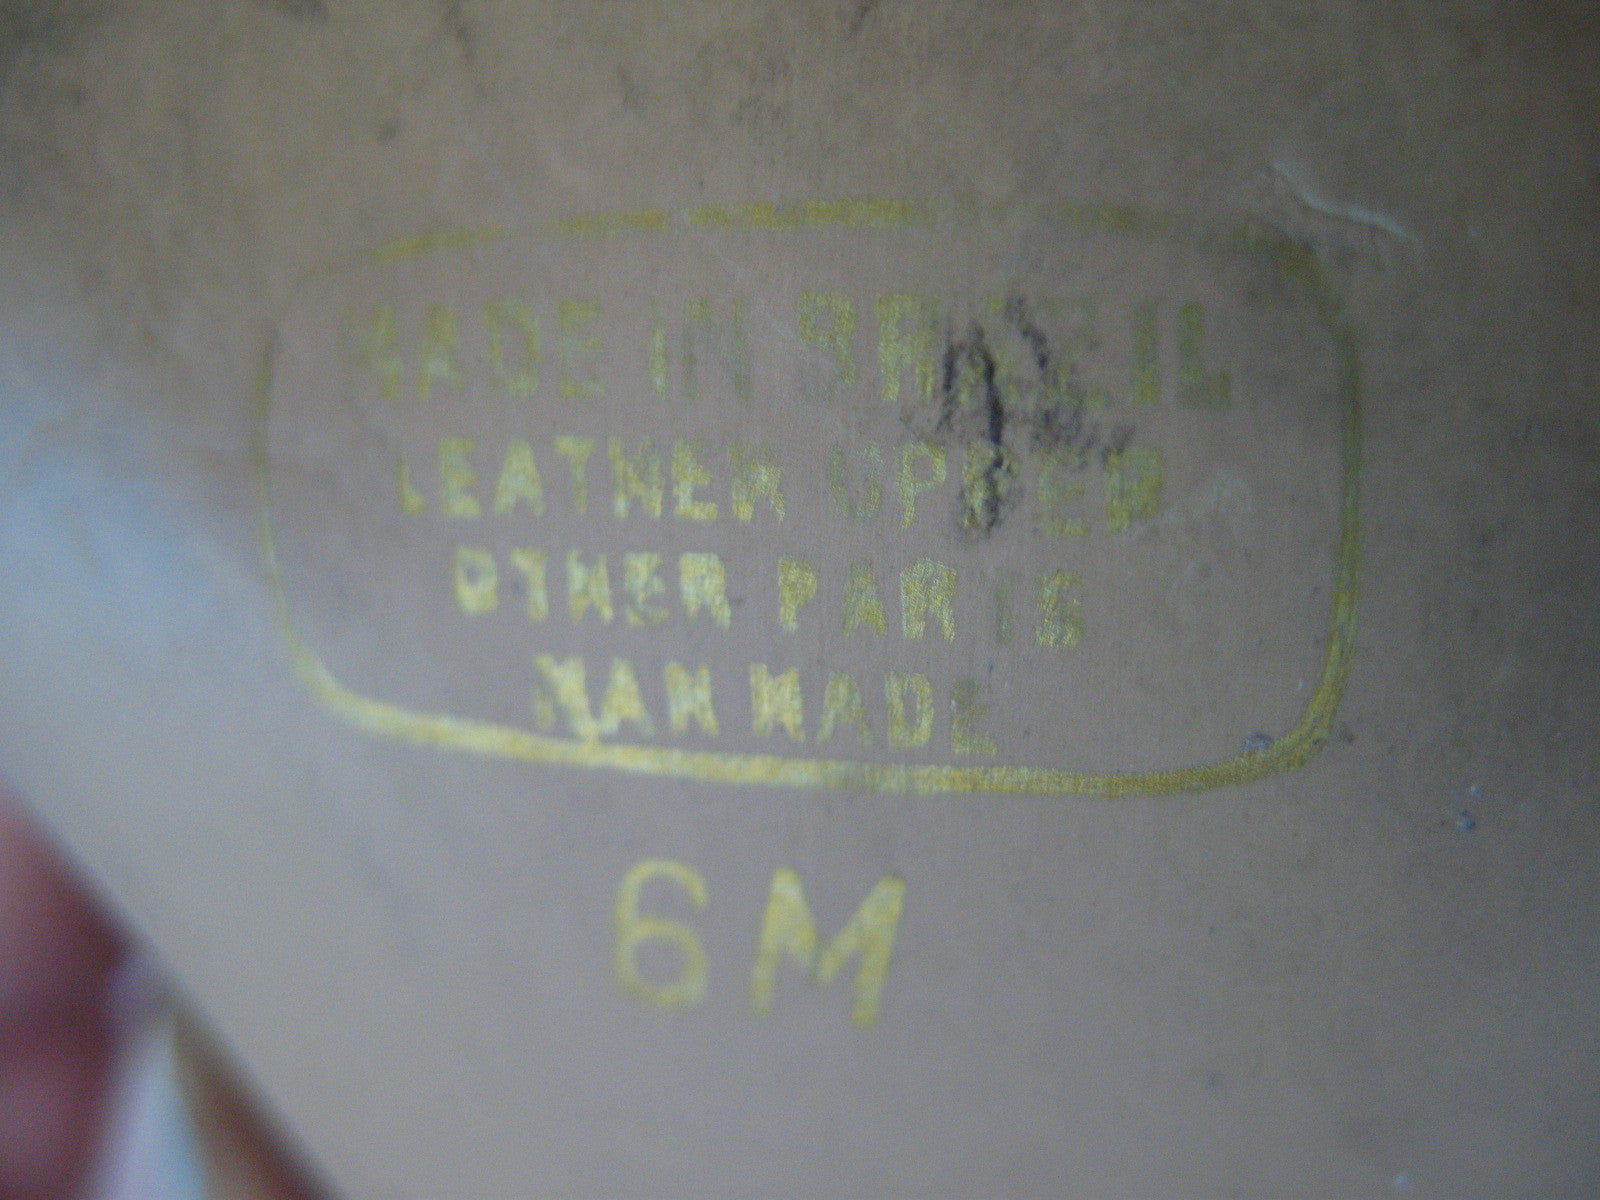 MADE IN BRAZIL
LEATHER UPPER
OTHER PARTS
MAN MADE
6M